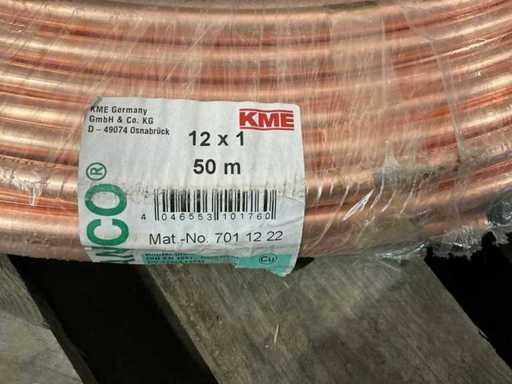 KME Germany
GmbH & Co. KG
D – 49074 Osnabrück
KME
12 x 1
50 m
4 046553 101760
Mat.-No. 701 12 22
NCO®
Cu